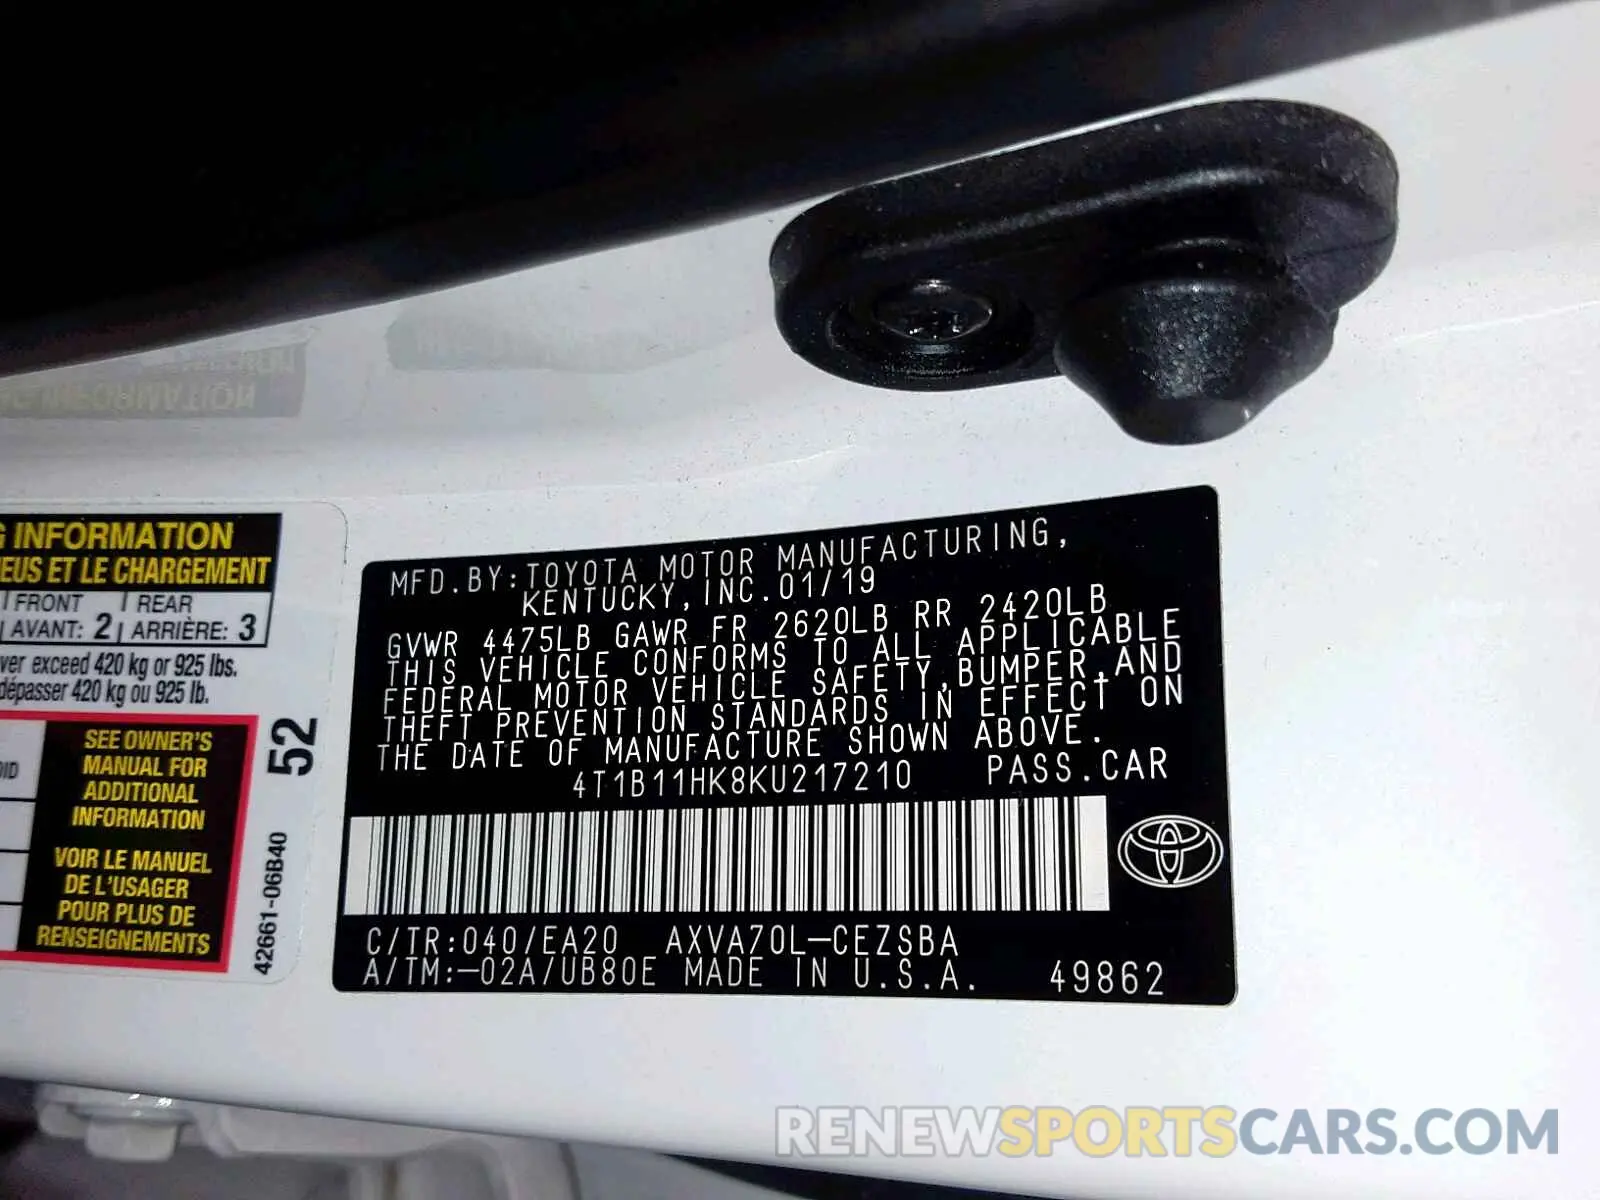 G INFORMATION
NEUS ET LE CHARGEMENT
FRONT REAR
AVANT: 2 ARRIÈRE: 3
ver exceed 420 kg or 925 lbs.
dépasser 420 kg ou 925 lb.
SEE OWNER'S
MANUAL FOR
ADDITIONAL
INFORMATION
VOIR LE MANUEL
DE L'USAGER
POUR PLUS DE
RENSEIGNEMENTS
52
42661-06B40
MFD.BY:TOYOTA MOTOR MANUFACTURING,
KENTUCKY,INC.01/19
GVWR 4475LB GAWR FR 2620LB RR 2420LB
THIS VEHICLE CONFORMS TO ALL APPLICABLE
FEDERAL MOTOR VEHICLE SAFETY,BUMPER,AND
THEFT PREVENTION STANDARDS IN EFFECT ON
THE DATE OF MANUFACTURE SHOWN ABOVE.
4T1B11HK8KU217210 PASS.CAR
C/TR:040/EA20 AXVA70L-CEZSBA
A/TM:-02A/UB80E MADE IN U.S.A. 49862
RENEWSPORTSCARS.COM